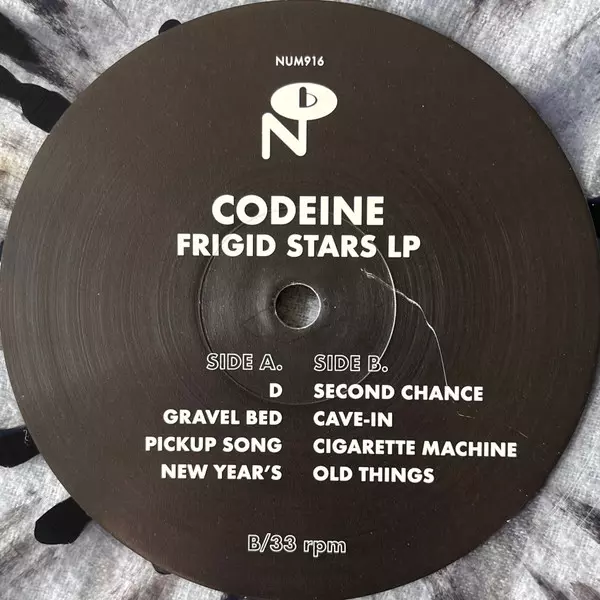 NUM916
N
CODEINE
FRIGID STARS LP
SIDE A.
D
GRAVEL BED
PICKUP SONG
NEW YEAR'S
SIDE B.
SECOND CHANCE
CAVE-IN
CIGARETTE MACHINE
OLD THINGS
B/33 rpm